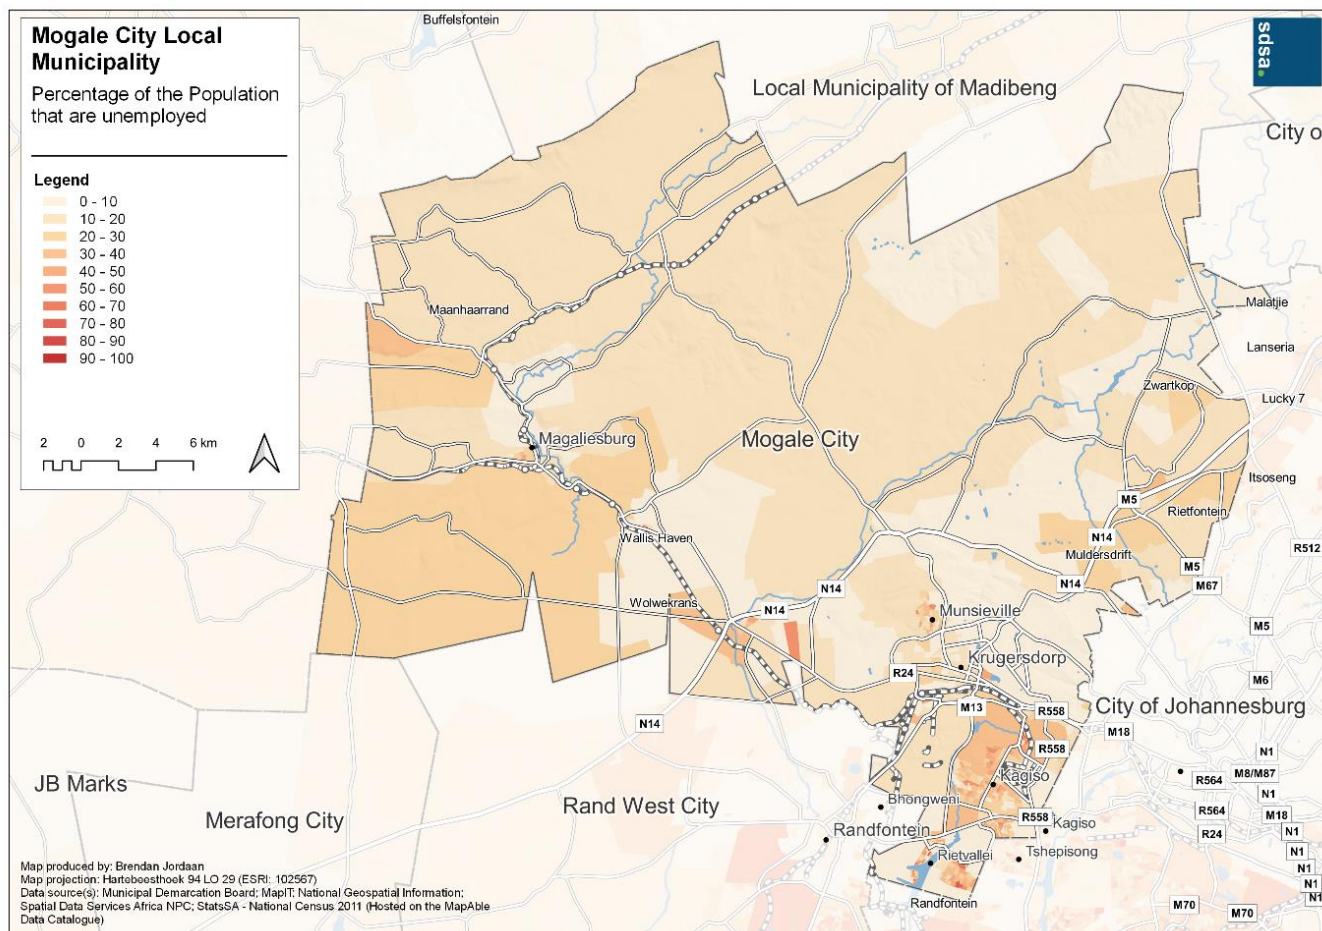 Mogale City Local
Municipality
Percentage of the Population
that are unemployed
Legend
0 - 10
10 - 20
20 - 30
30 - 40
40 - 50
50 - 60
60 - 70
70 - 80
80 - 90
90 - 100
2 0 2 4 6 km
sdsa.
Buffelsfontein
Local Municipality of Madibeng
City o
Malatjie
Maanhaarrand
Lanseria
Zwartkop
Lucky 7
Magaliesburg
Mogale City
Itsoseng
M5
Rietfontein
Wallis Haven
N14
R512
Muldersdrift
M5
N14
N14
M67
Wolwekrans
N14
Munsieville
M5
Krugersdorp
R24
M6
M13
R558
City of Johannesburg
N14
M18
R558
N1
M8/M87
R564
Kagiso
JB Marks
N1
Rand West City
Bhongweni
R564
M18
Merafong City
R558
Kagiso
Randfontein
R24
N1
Tshepisong
N1
Rietvallei
N1
N1
N1
Randfontein
M70
M70
Map produced by: Brendan Jordaan
Map projection: Hartebeesthoek 94 LO 29 (ESRI: 102567)
Data source(s): Municipal Demarcation Board; MapIT; National Geospatial Information;
Spatial Data Services Africa NPC; StatsSA - National Census 2011 (Hosted on the MapAble
Data Catalogue)